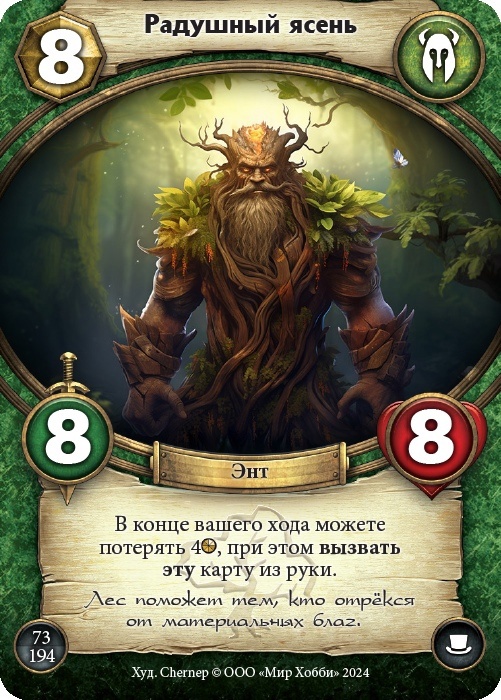 Радушный ясень
8
8
8
Энт
В конце вашего хода можете
потерять 4, при этом вызвать
эту карту из руки.
Лес поможет тем, кто отрёкся
от материальных благ.
73
194
Худ. Chernep © ООО «Мир Хобби» 2024